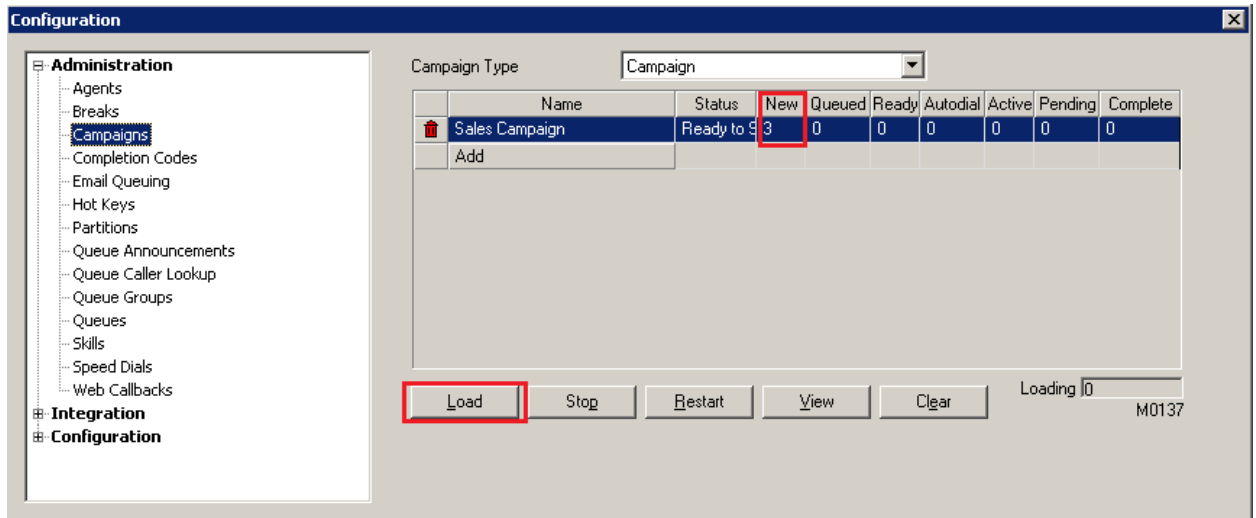 Configuration
Administration
Agents
Breaks
Campaigns
Completion Codes
Email Queuing
Hot Keys
Partitions
Queue Announcements
Queue Caller Lookup
Queue Groups
Queues
Skills
Speed Dials
Web Callbacks
Integration
Configuration
Campaign Type Campaign
Name Status New Queued Ready Autodial Active Pending Complete
Sales Campaign Ready to S 3 0 0 0 0 0 0
Add
Load Stop Restart View Clear Loading 0
M0137